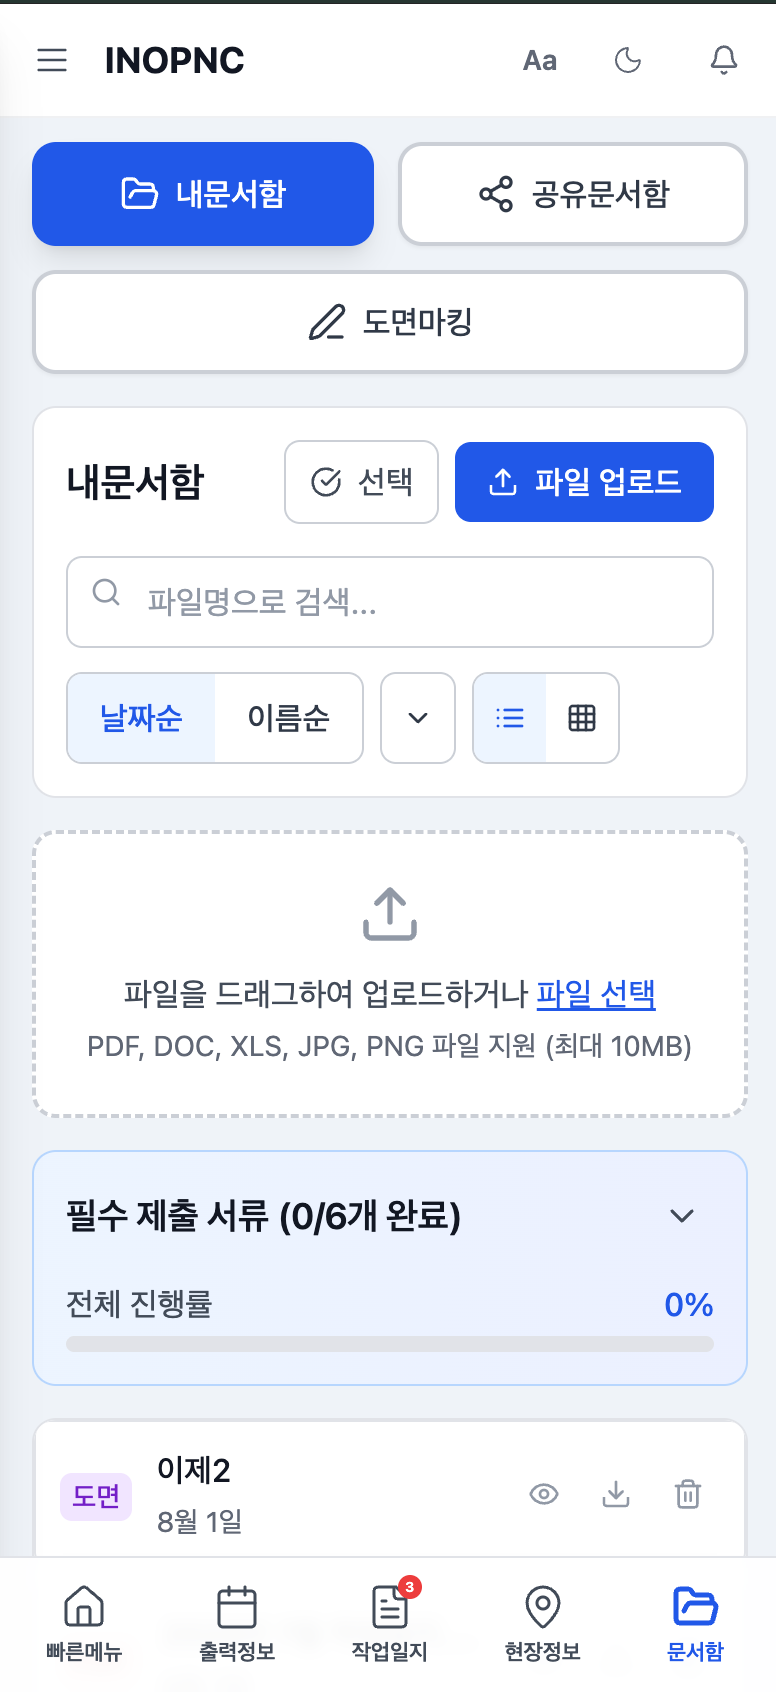 INOPNC
Aa
내문서함
공유문서함
도면마킹
내문서함
선택
파일 업로드
파일명으로 검색...
날짜순
이름순
파일을 드래그하여 업로드하거나 파일 선택
PDF, DOC, XLS, JPG, PNG 파일 지원 (최대 10MB)
필수 제출 서류 (0/6개 완료)
전체 진행률
0%
도면
이제2
8월 1일
3
빠른메뉴
출력정보
작업일지
현장정보
문서함